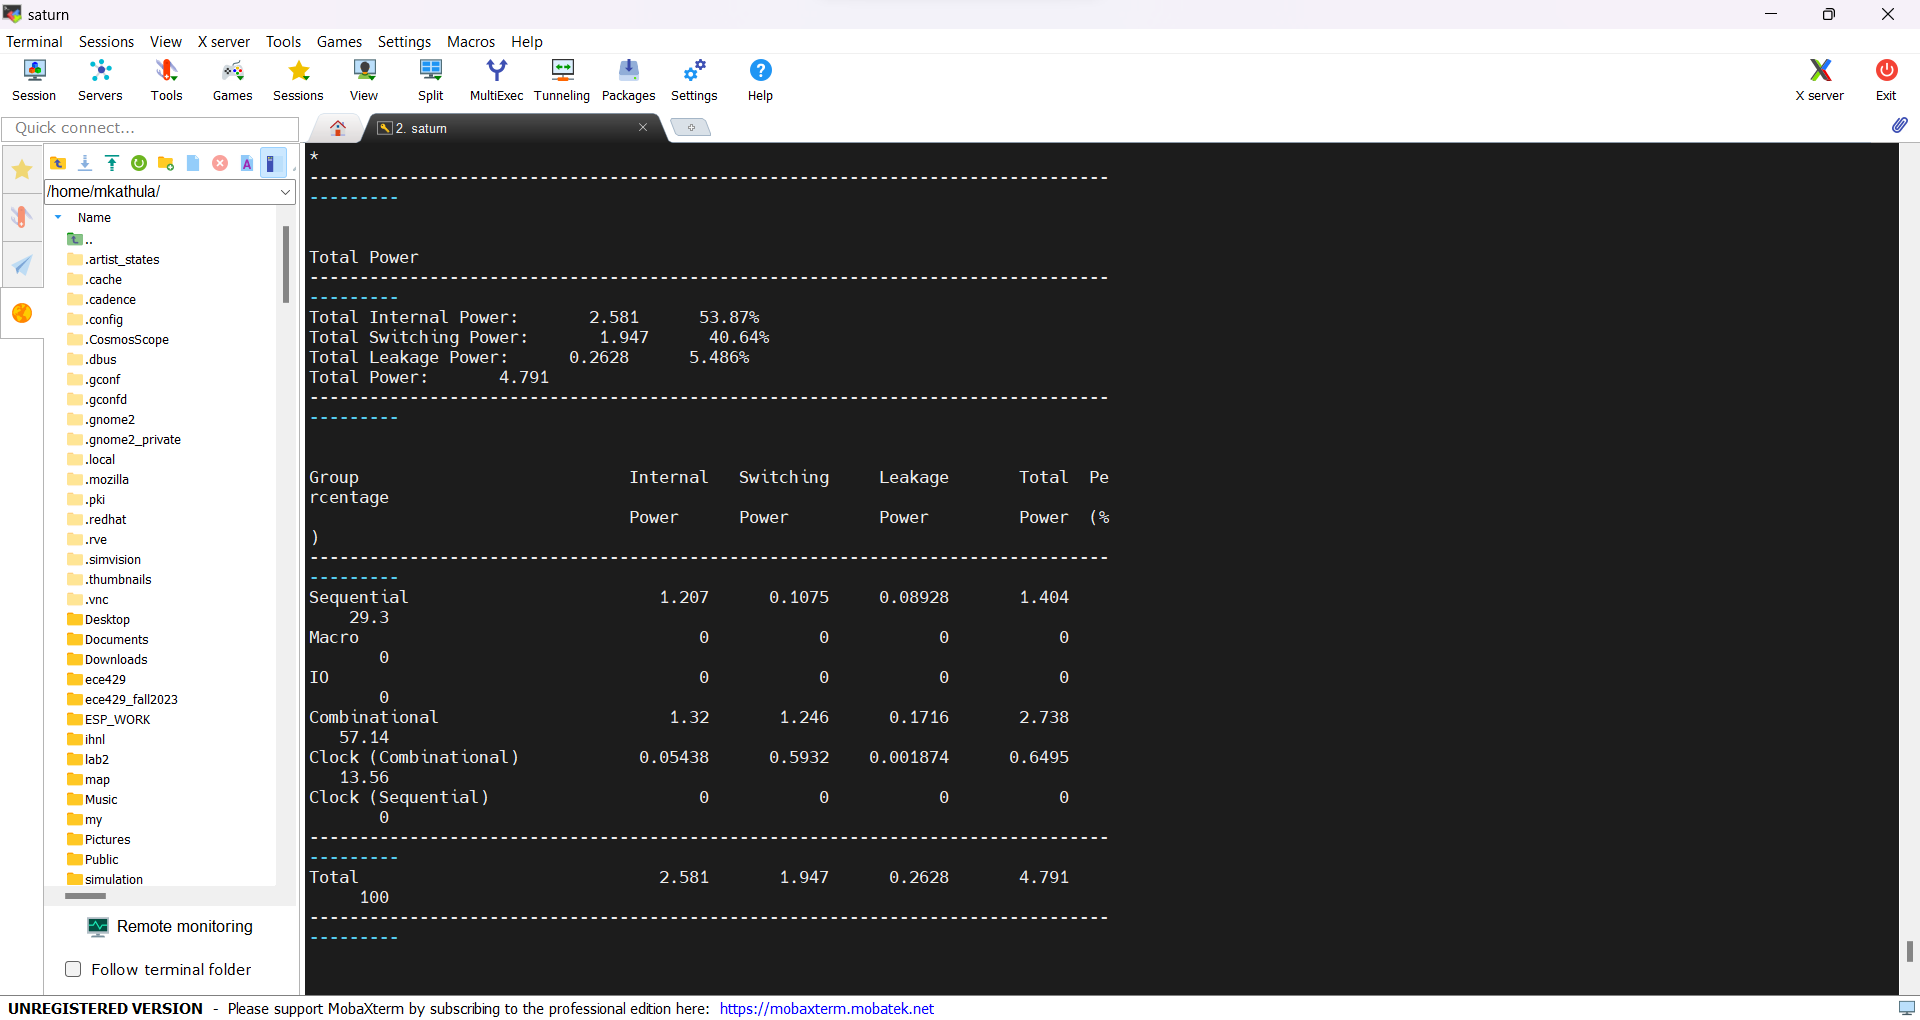 saturn
Terminal Sessions View X server Tools Games Settings Macros Help
Session Servers Tools Games Sessions View Split MultiExec Tunneling Packages Settings Help X server Exit
Quick connect...
2. saturn
/home/mkathula/
Name
..
.artist_states
.cache
.cadence
.config
.CosmosScope
.dbus
.gconf
.gconfd
.gnome2
.gnome2_private
.local
.mozilla
.pki
.redhat
.rve
.simvision
.thumbnails
.vnc
Desktop
Documents
Downloads
ece429
ece429_fall2023
ESP_WORK
ihnl
lab2
map
Music
my
Pictures
Public
simulation
Remote monitoring
Follow terminal folder
*
--------------------------------------------------------------------------------
---------
Total Power
--------------------------------------------------------------------------------
---------
Total Internal Power:       2.581      53.87%
Total Switching Power:       1.947      40.64%
Total Leakage Power:      0.2628      5.486%
Total Power:       4.791
--------------------------------------------------------------------------------
---------
Group                           Internal   Switching     Leakage       Total  Pe
rcentage
                                Power      Power         Power         Power  (%
)
--------------------------------------------------------------------------------
---------
Sequential                         1.207      0.1075     0.08928       1.404
    29.3
Macro                                  0           0           0           0
       0
IO                                     0           0           0           0
       0
Combinational                       1.32       1.246      0.1716       2.738
   57.14
Clock (Combinational)            0.05438      0.5932    0.001874      0.6495
   13.56
Clock (Sequential)                     0           0           0           0
       0
--------------------------------------------------------------------------------
---------
Total                              2.581       1.947      0.2628       4.791
     100
--------------------------------------------------------------------------------
---------
UNREGISTERED VERSION - Please support MobaXterm by subscribing to the professional edition here: https://mobaxterm.mobatek.net